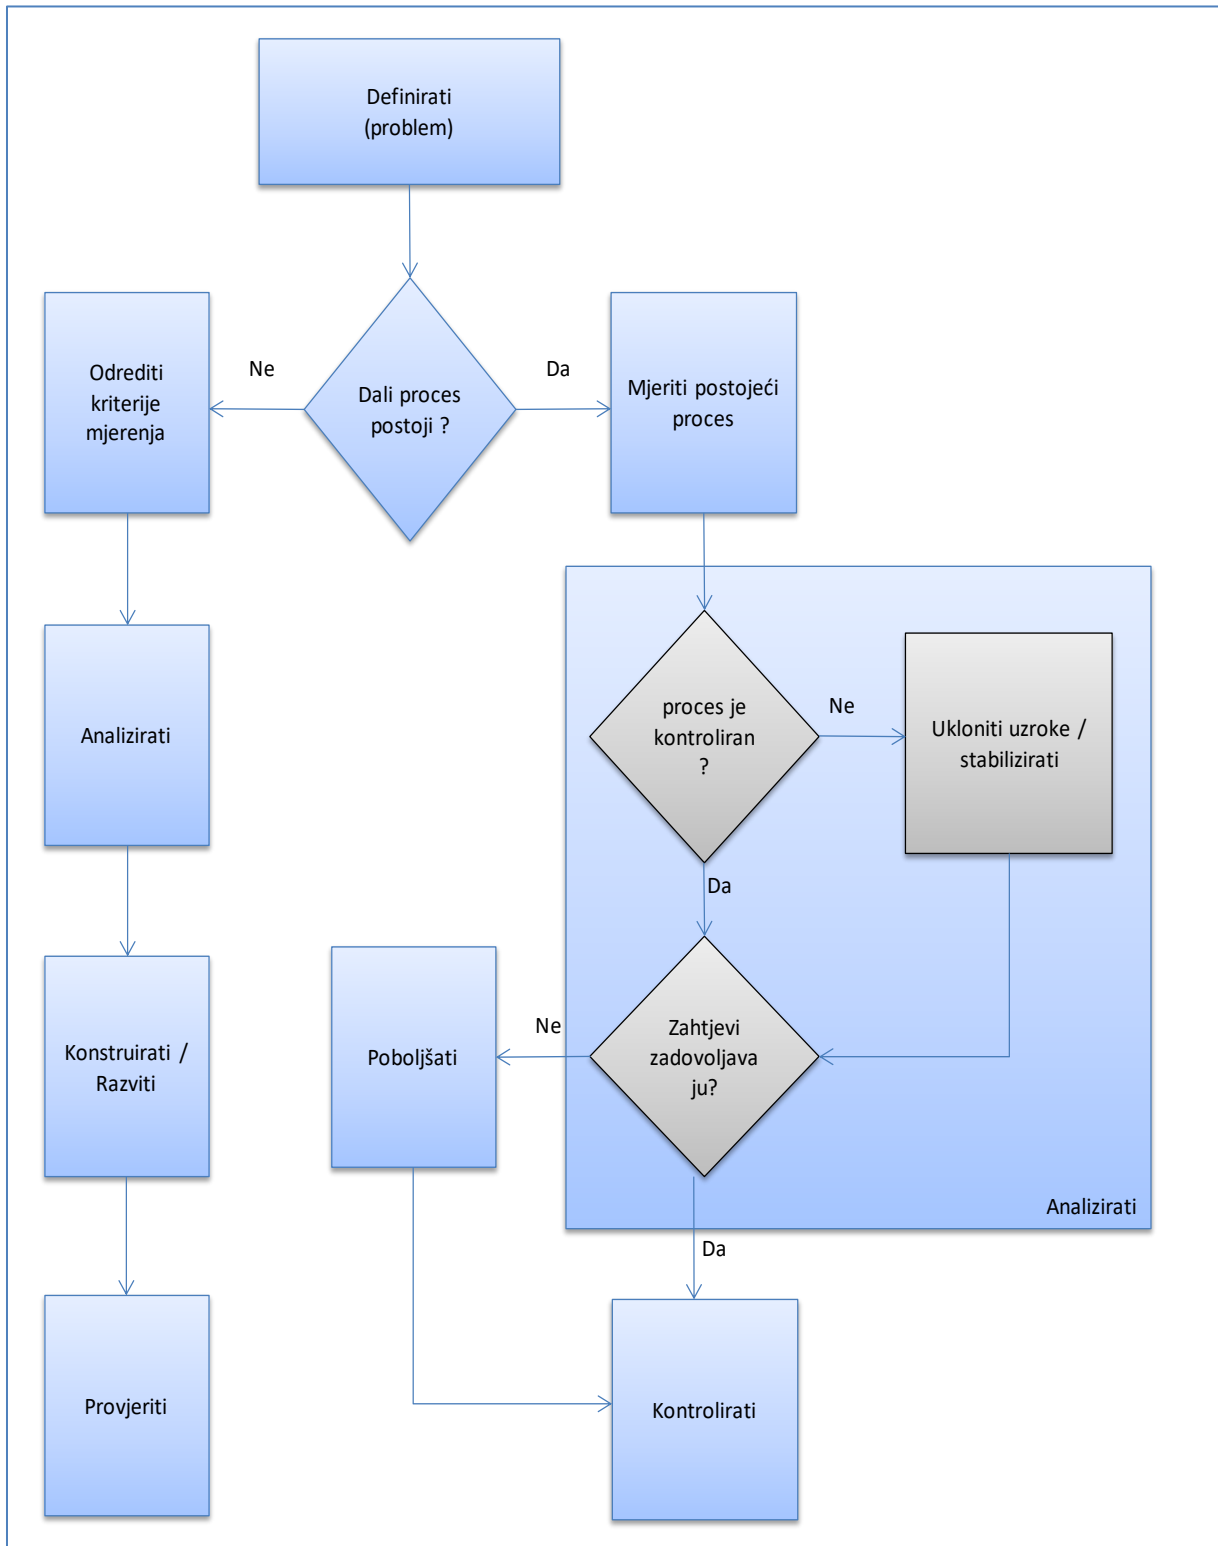 Definirati
(problem)
Ne
Da
Odrediti
kriterije
mjerenja
Dali proces
postoji ?
Mjeriti postojeći
proces
Analizirati
proces je
kontroliran
?
Ne
Ukloniti uzroke /
stabilizirati
Da
Konstruirati /
Razviti
Poboljšati
Ne
Zahtjevi
zadovoljava
ju?
Analizirati
Da
Provjeriti
Kontrolirati